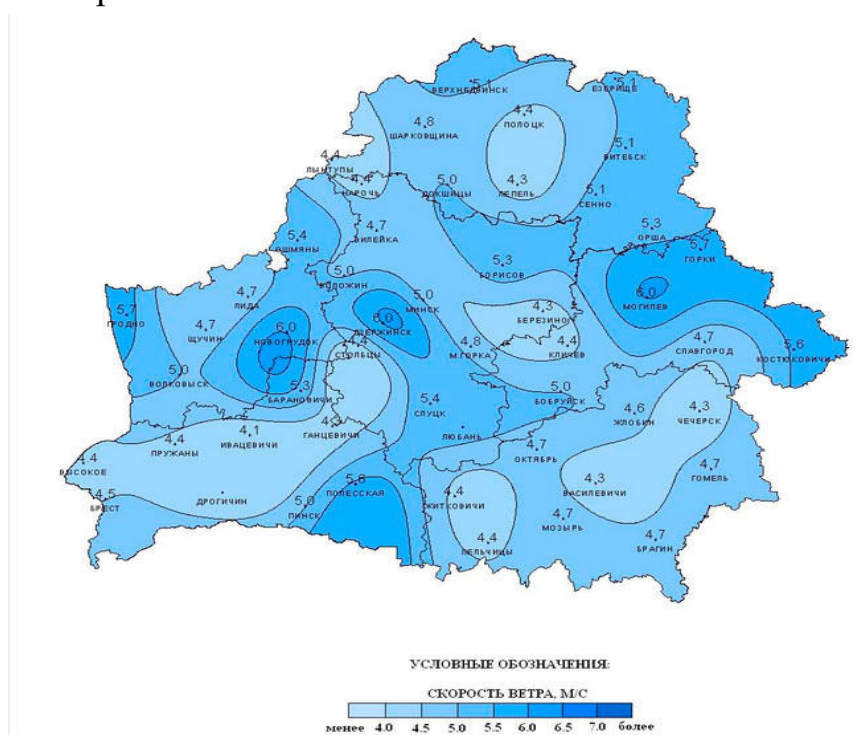 5,1
ВЕРХНЕДВИНСК
5,1
ЕЗЕРИЩЕ
4,8
ШАРКОВЩИНА
4,4
ПОЛОЦК
5,1
ВИТЕБСК
4,4
ЛЫНТУПЫ
4,4
НАРОЧЬ
5,0
ДОКШИЦЫ
4,3
ЛЕПЕЛЬ
5,1
СЕННО
5,4
ОШМЯНЫ
4,7
ВИЛЕЙКА
5,3
ОРША
5,7
ГОРКИ
5,3
БОРИСОВ
5,0
ВОЛОЖИН
4,7
ЛИДА
5,0
МИНСК
6,0
МОГИЛЕВ
5,7
ГРОДНО
4,7
ЩУЧИН
6,0
НОВОГРУДОК
6,0
ДЗЕРЖИНСК
4,3
БЕРЕЗИНО
4,4
СТОЛБЦЫ
4,8
М.ГОРКА
4,4
КЛИЧЕВ
4,7
СЛАВГОРОД
5,6
КОСТЮКОВИЧИ
5,0
ВОЛКОВЫСК
5,3
БАРАНОВИЧИ
5,4
СЛУЦК
5,0
БОБРУЙСК
4,6
ЖЛОБИН
4,3
ЧЕЧЕРСК
4,4
ПРУЖАНЫ
4,1
ИВАЦЕВИЧИ
ГАНЦЕВИЧИ
ЛЮБАНЬ
4,7
ОКТЯБРЬ
4,4
ВЫСОКОЕ
4,5
БРЕСТ
ДРОГИЧИН
5,0
ПИНСК
5,6
ПОЛЕССКАЯ
4,4
ЖИТКОВИЧИ
4,3
ВАСИЛЕВИЧИ
4,7
ГОМЕЛЬ
4,7
МОЗЫРЬ
4,4
ЛЕЛЬЧИЦЫ
4,7
БРАГИН
УСЛОВНЫЕ ОБОЗНАЧЕНИЯ:
СКОРОСТЬ ВЕТРА, М/С
менее 4.0 4.5 5.0 5.5 6.0 6.5 7.0 более